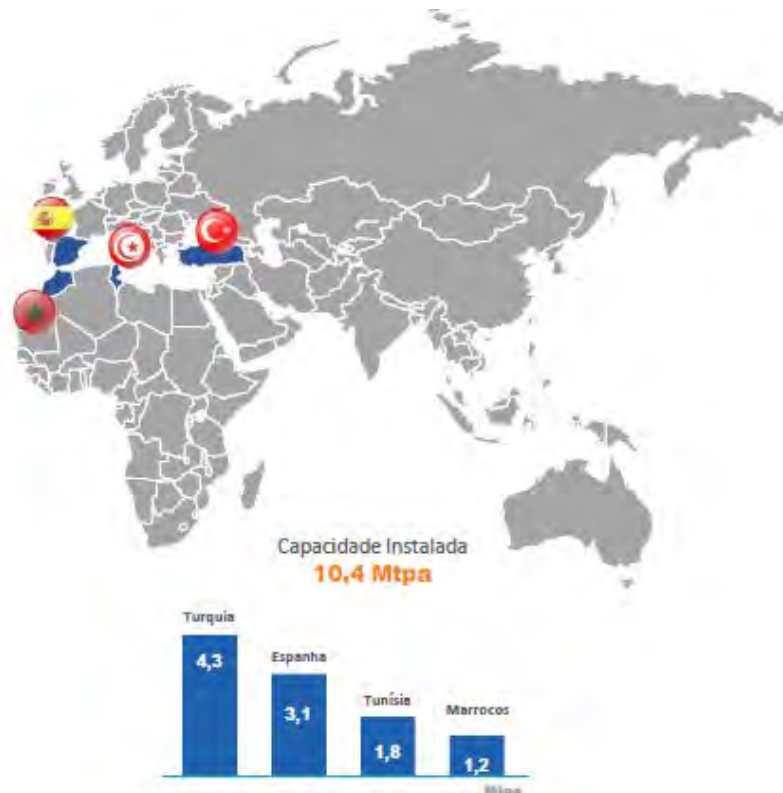 Capacidade Instalada
10,4 Mtpa
Turquia
4,3
Espanha
3,1
Tunísia
1,8
Marrocos
1,2